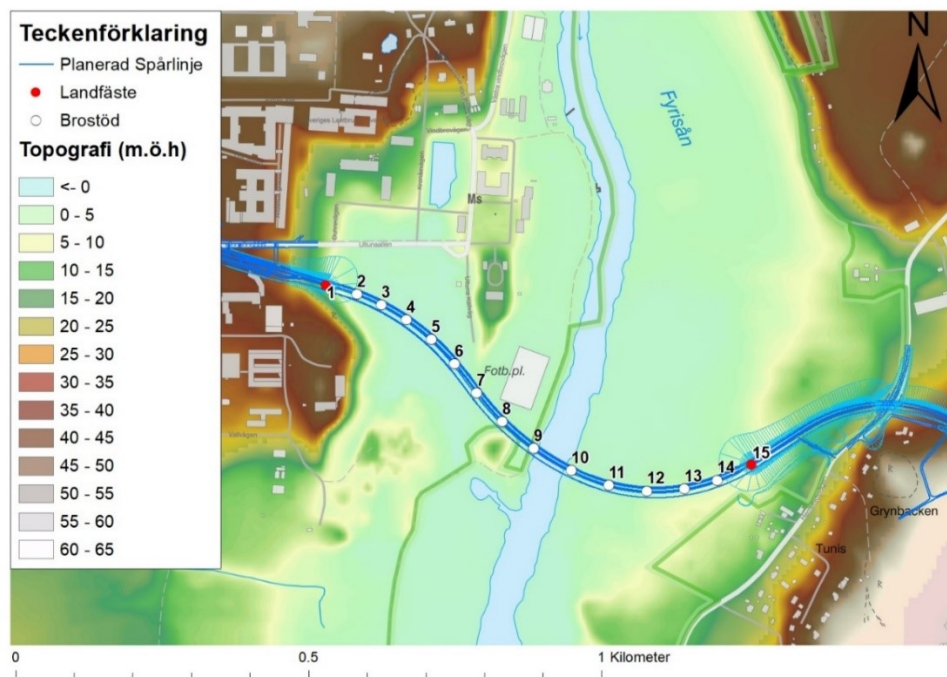 Teckenförklaring
Planerad Spårlinje
Landfäste
Brostöd
Topografi (m.ö.h)
<- 0
0 - 5
5 - 10
10 - 15
15 - 20
20 - 25
25 - 30
30 - 35
35 - 40
40 - 45
45 - 50
50 - 55
55 - 60
60 - 65
N
Fyrisån
Ms
Ultunaallén
1
2
3
4
5
6
7
8
9
10
11
12
13
14
15
Fotb.pl.
Grynbacken
Tunis
0
0.5
1 Kilometer